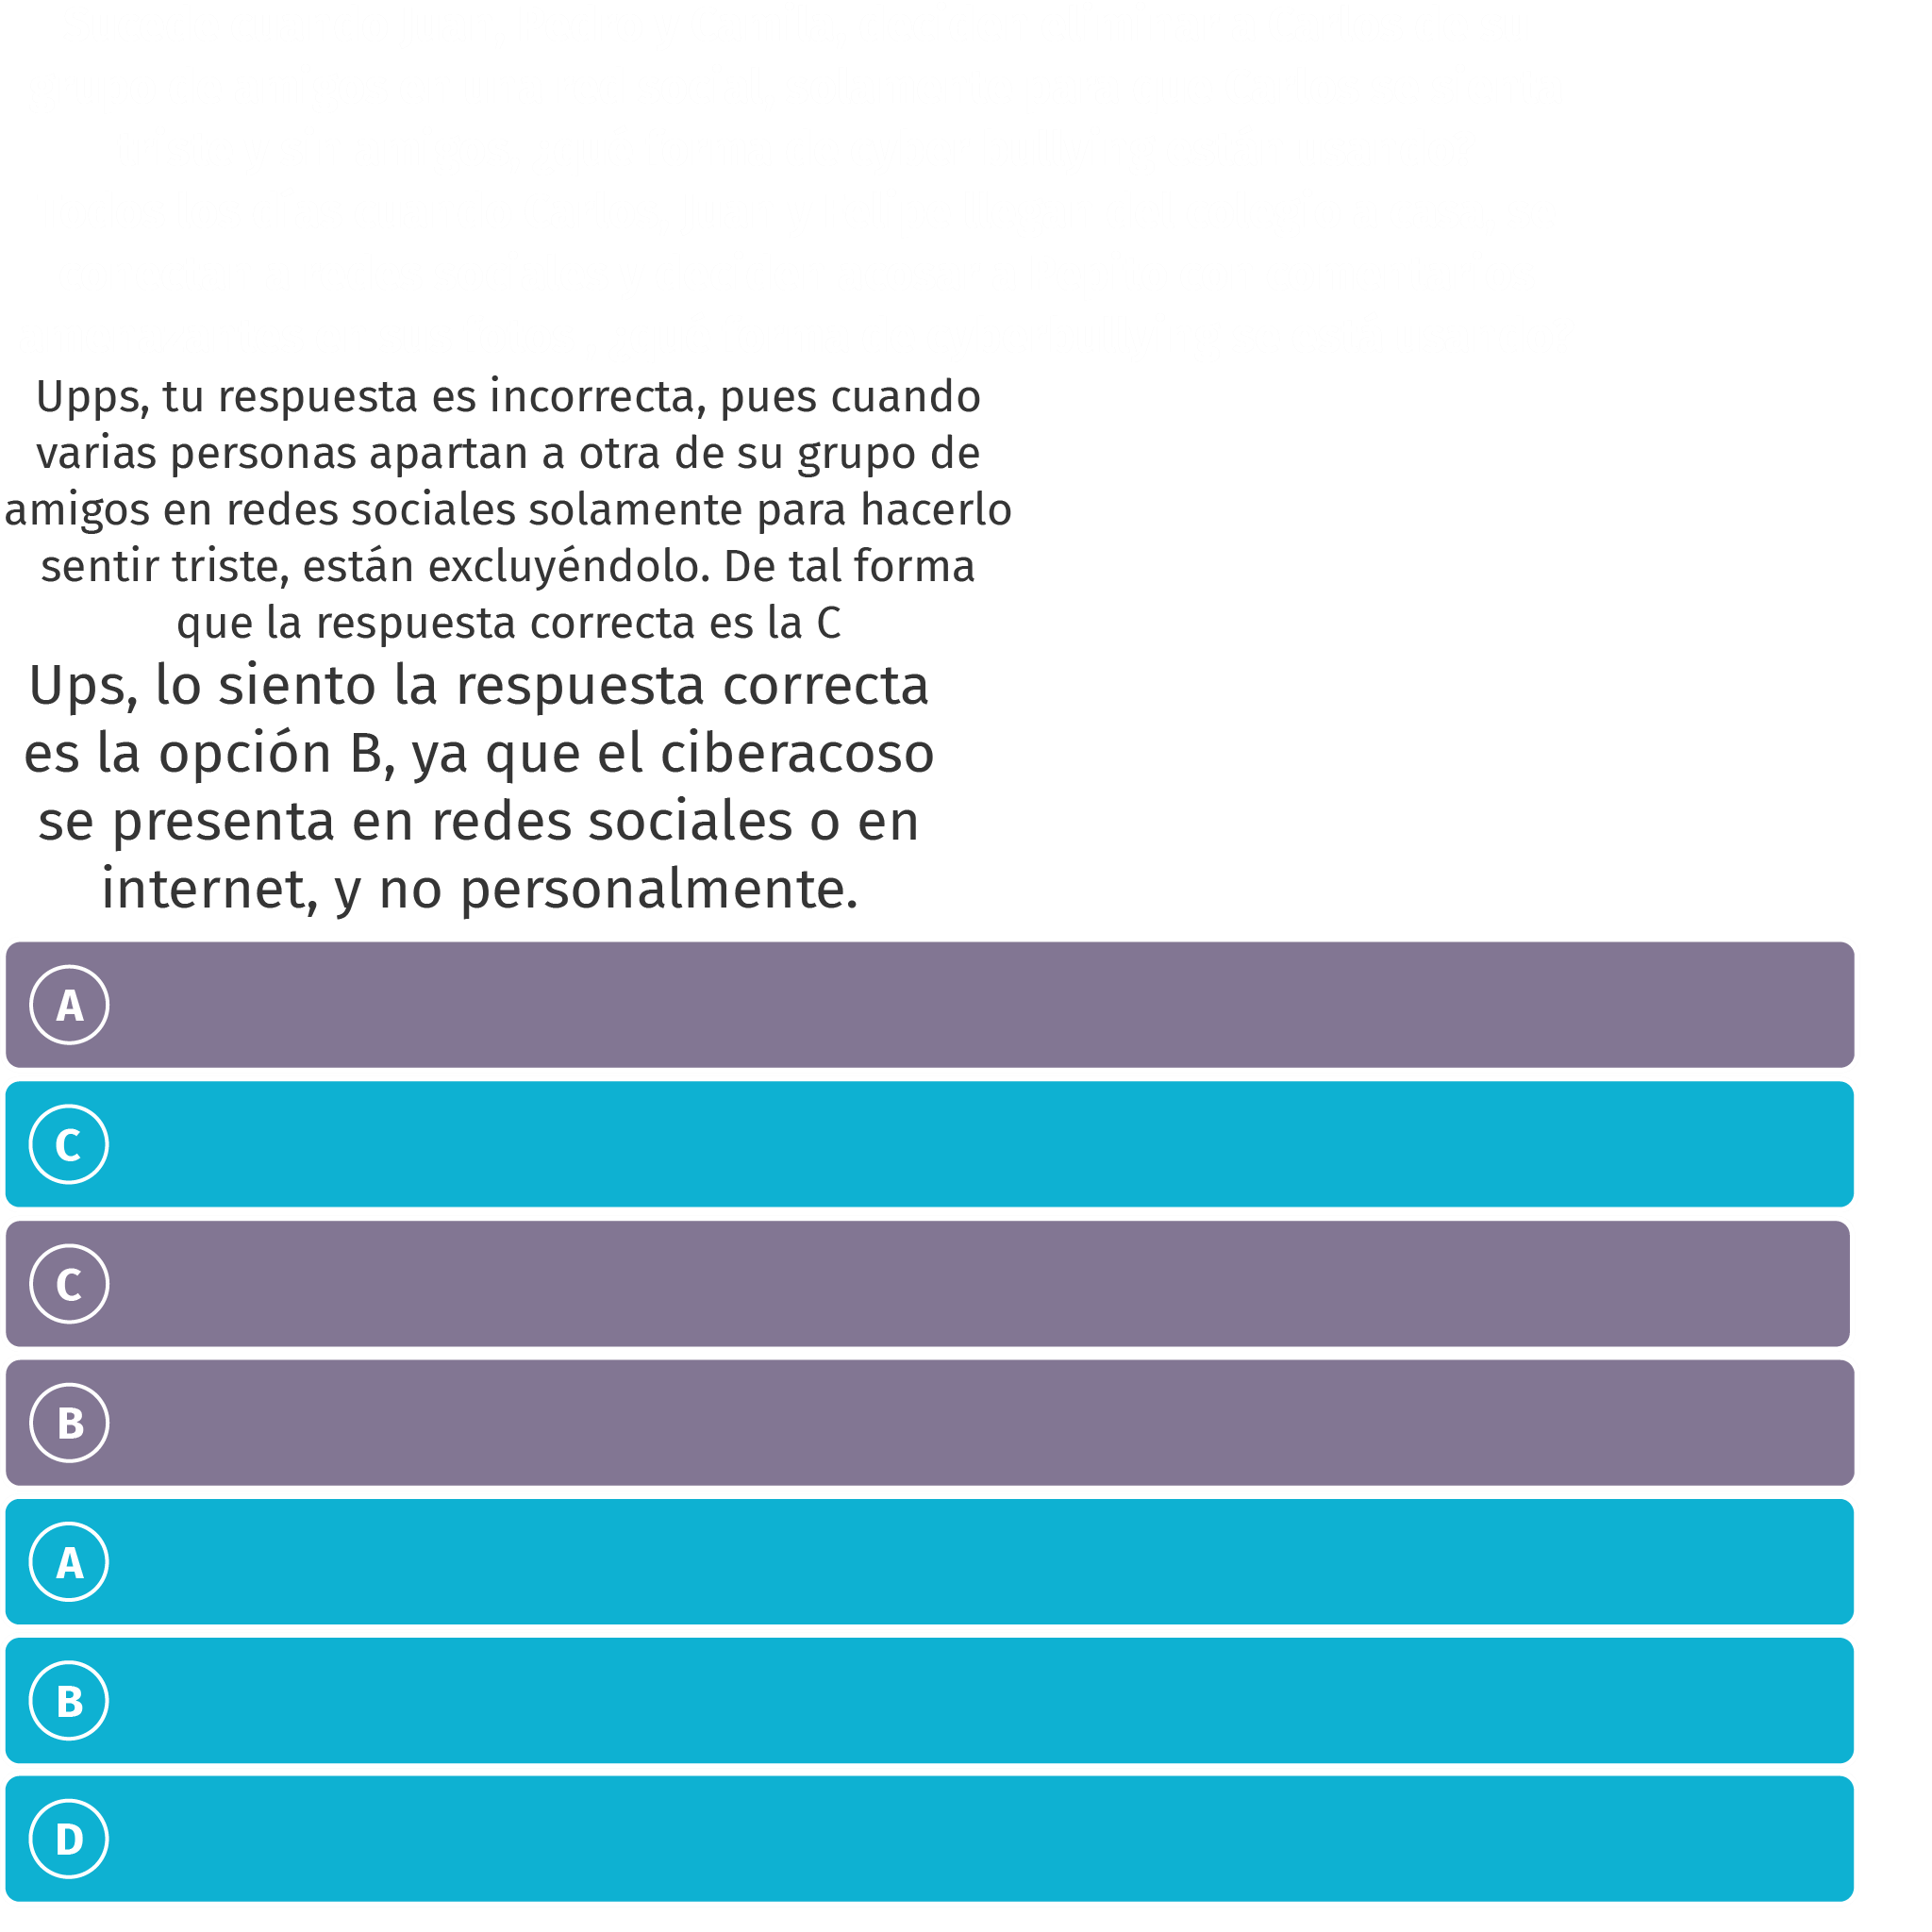 Upps, tu respuesta es incorrecta, pues cuando
varias personas apartan a otra de su grupo de
amigos en redes sociales solamente para hacerlo
sentir triste, están excluyéndolo. De tal forma
que la respuesta correcta es la C
Ups, lo siento la respuesta correcta
es la opción B, ya que el ciberacoso
se presenta en redes sociales o en
internet, y no personalmente.
A
C
C
B
A
B
D